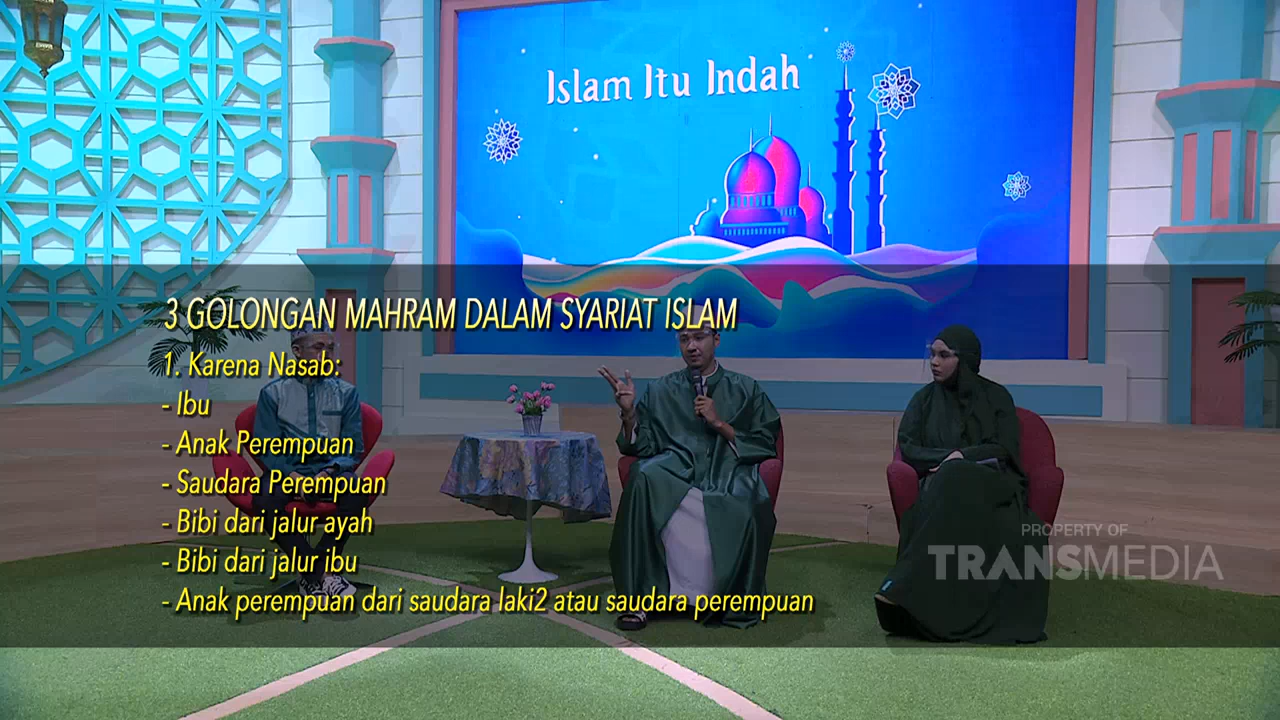 Islam Itu Indah
3 GOLONGAN MAHRAM DALAM SYARIAT ISLAM
1. Karena Nasab:
- Ibu
- Anak Perempuan
- Saudara Perempuan
- Bibi dari jalur ayah
- Bibi dari jalur ibu
- Anak perempuan dari saudara laki2 atau saudara perempuan
PROPERTY OF
TRANSMEDIA